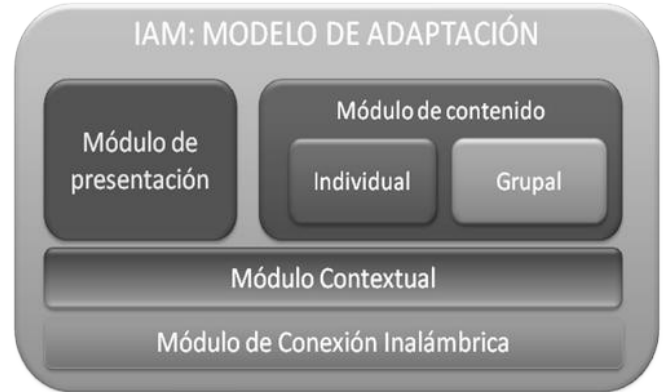 IAM: MODELO DE ADAPTACIÓN
Módulo de
presentación
Módulo de contenido
Individual
Grupal
Módulo Contextual
Módulo de Conexión Inalámbrica